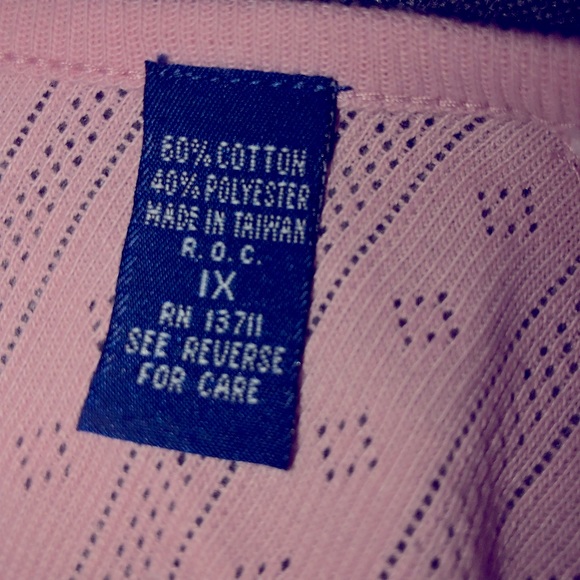 60% COTTON
40% POLYESTER
MADE IN TAIWAN
R.O.C.
1X
RN 13711
SEE REVERSE
FOR CARE